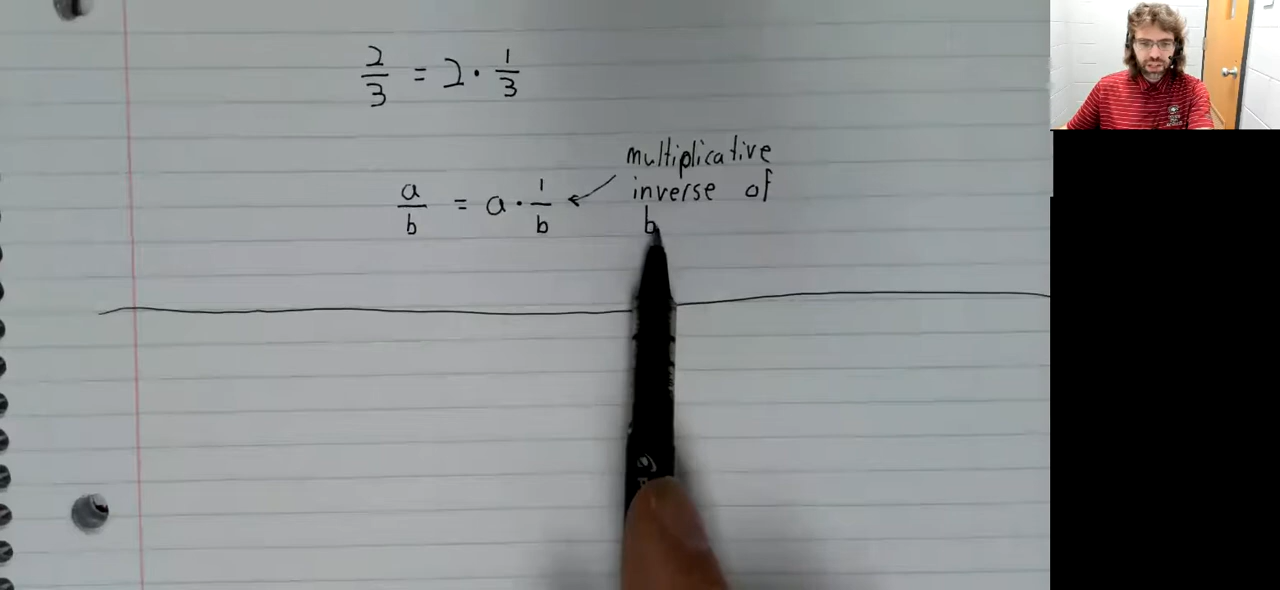 2/3 = 2 · 1/3
multiplicative
a/b = a · 1/b ← inverse of
b